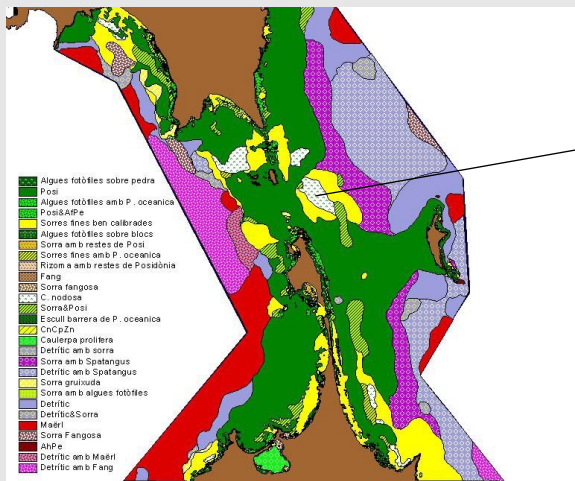 Algues fotòfiles sobre pedra
Posi
Algues fotòfiles amb P. oceanica
Posi&AfPe
Sorres fines ben calibrades
Algues fotòfiles sobre blocs
Sorra amb restes de Posi
Sorres fines amb P. oceanica
Rizoma amb restes de Posidònia
Fang
Sorra fangosa
C. nodosa
Sorra&Posi
Escull barrera de P. oceanica
CnCpZn
Caulerpa prolifera
Detrític amb sorra
Sorra amb Spatangus
Detrític amb Spatangus
Sorra gruixuda
Sorra amb algues fotòfiles
Detrític
Detrític&Sorra
Maërl
Sorra Fangosa
AhPe
Detrític amb Maërl
Detrític amb Fang